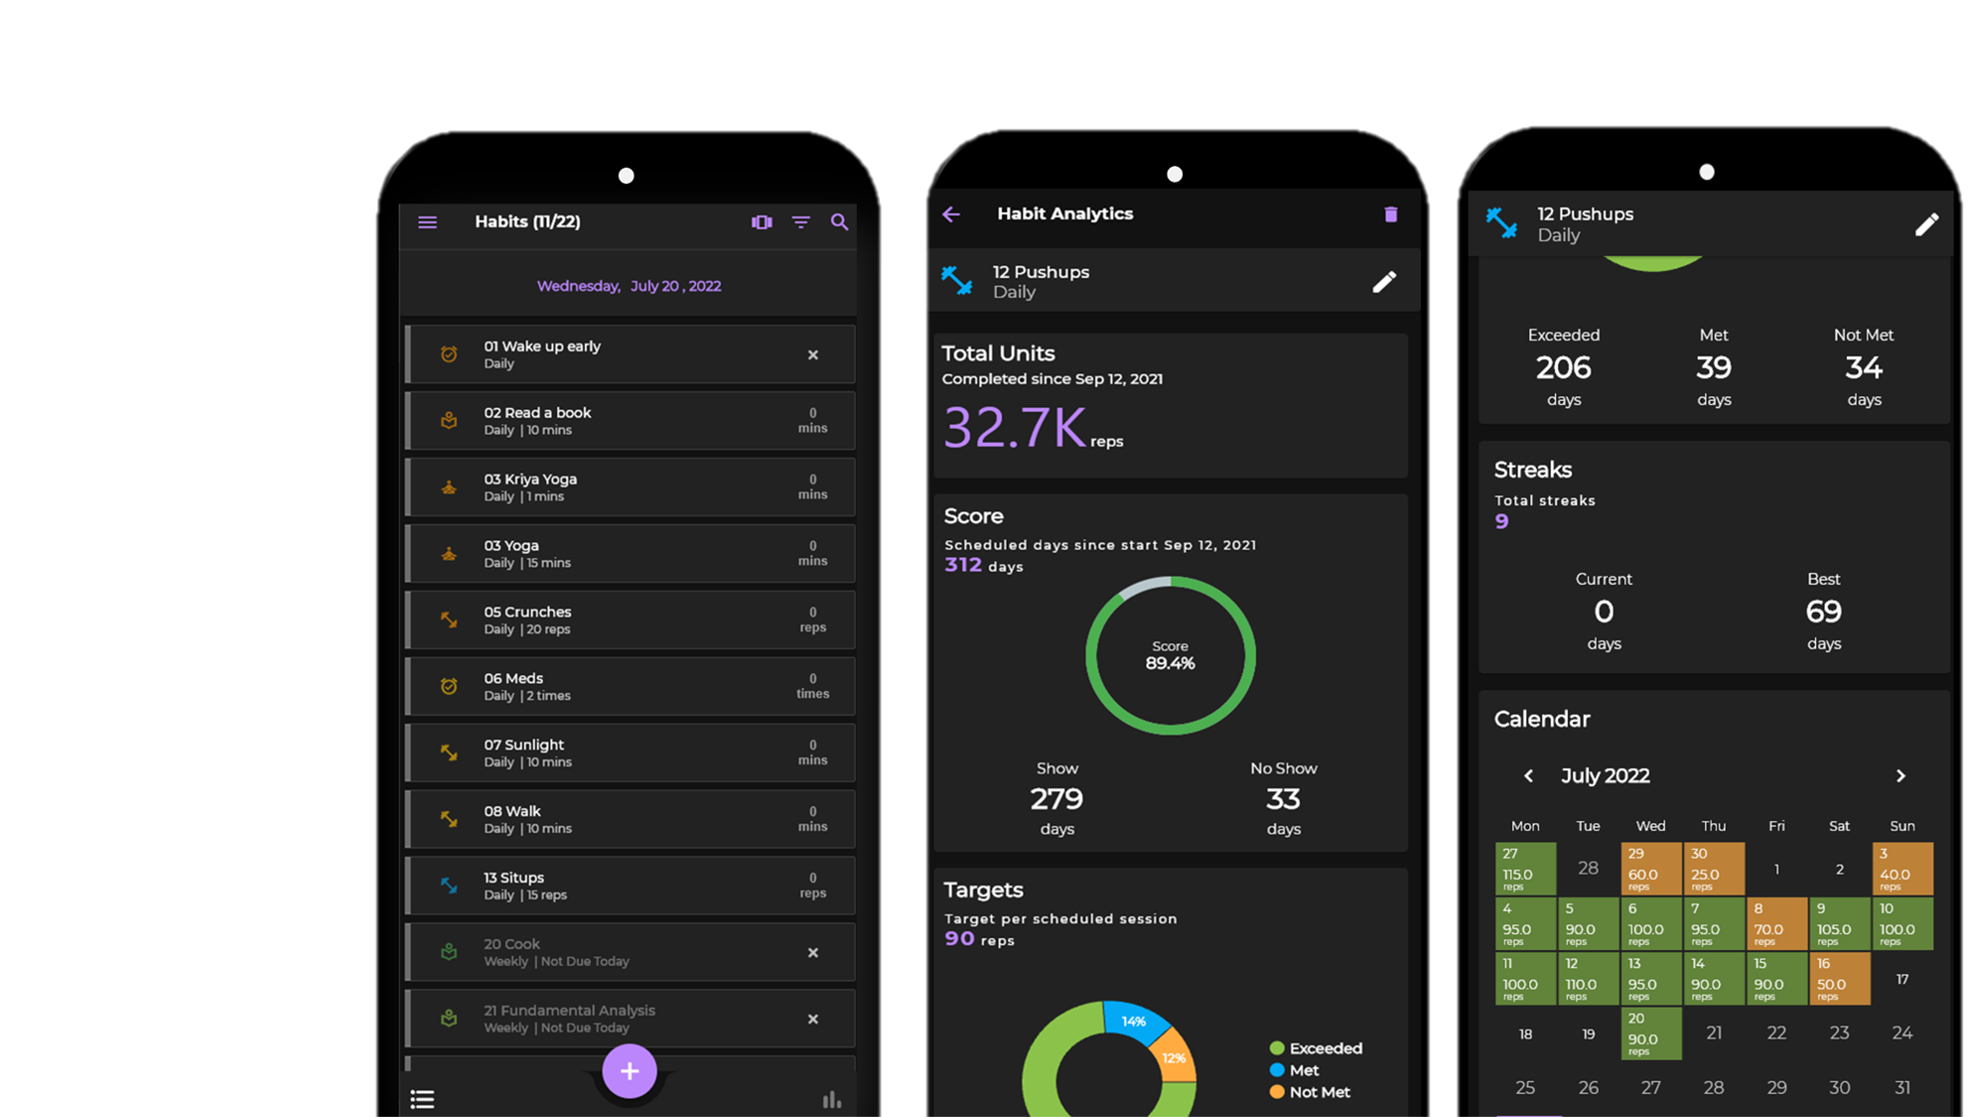 Habits (11/22)
Wednesday, July 20 , 2022
01 Wake up early
Daily
02 Read a book
Daily | 10 mins
0
mins
03 Kriya Yoga
Daily | 1 mins
0
mins
03 Yoga
Daily | 15 mins
0
mins
05 Crunches
Daily | 20 reps
0
reps
06 Meds
Daily | 2 times
0
times
07 Sunlight
Daily | 10 mins
0
mins
08 Walk
Daily | 10 mins
0
mins
13 Situps
Daily | 15 reps
0
reps
20 Cook
Weekly | Not Due Today
21 Fundamental Analysis
Weekly | Not Due Today
Habit Analytics
12 Pushups
Daily
Total Units
Completed since Sep 12, 2021
32.7K reps
Score
Scheduled days since start Sep 12, 2021
312 days
Score
89.4%
Show No Show
279 33
days days
Targets
Target per scheduled session
90 reps
14%
12%
Exceeded
Met
Not Met
12 Pushups
Daily
Exceeded Met Not Met
206 39 34
days days days
Streaks
Total streaks
9
Current Best
0 69
days days
Calendar
July 2022
Mon Tue Wed Thu Fri Sat Sun
27 28 29 30 1 2 3
115.0 60.0 25.0 40.0
reps reps reps reps
4 5 6 7 8 9 10
95.0 90.0 100.0 95.0 70.0 105.0 100.0
reps reps reps reps reps reps reps
11 12 13 14 15 16 17
100.0 110.0 95.0 90.0 90.0 50.0
reps reps reps reps reps reps
18 19 20 21 22 23 24
90.0
reps
25 26 27 28 29 30 31